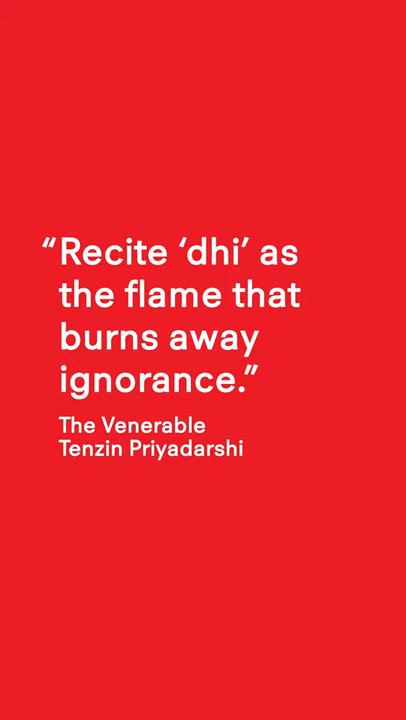 “Recite ‘dhi’ as
the flame that
burns away
ignorance.”
The Venerable
Tenzin Priyadarshi